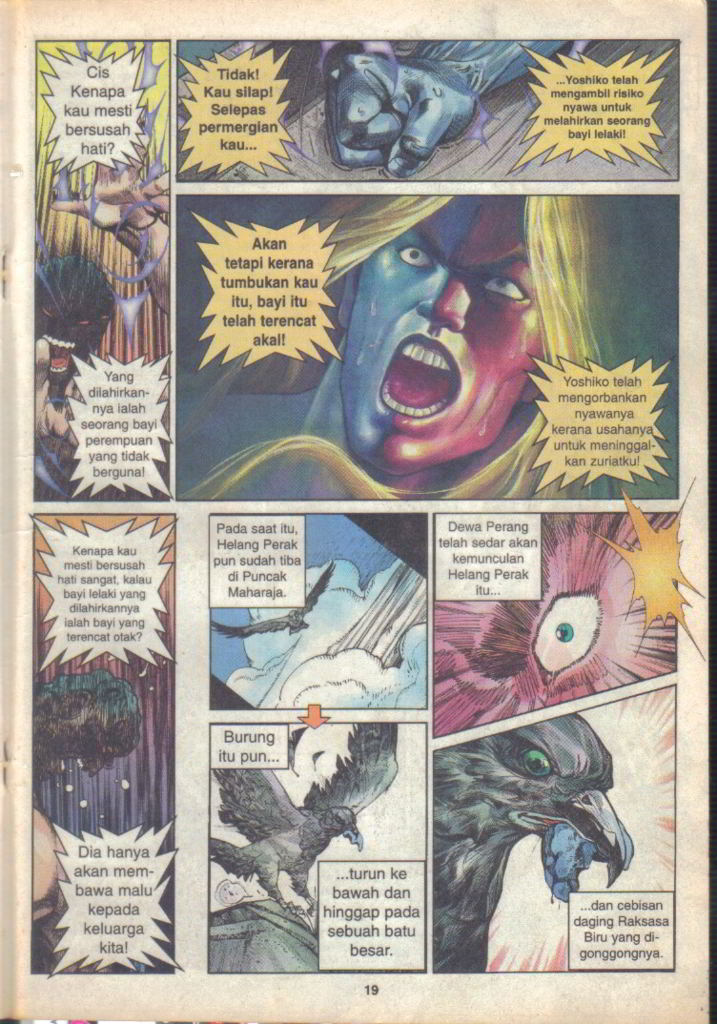 Cis
Kenapa
kau mesti
bersusah
hati?
Yang
dilahirkan-
nya ialah
seorang bayi
perempuan
yang tidak
berguna!
Tidak!
Kau silap!
Selepas
permergian
kau...
...Yoshiko telah
mengambil risiko
nyawa untuk
melahirkan seorang
bayi lelaki!
Akan
tetapi kerana
tumbukan kau
itu, bayi itu
telah terencat
akal!
Yoshiko telah
mengorbankan
nyawanya
kerana usahanya
untuk meninggal-
kan zuriatku!
Kenapa kau
mesti bersusah
hati sangat, kalau
bayi lelaki yang
dilahirkannya
ialah bayi yang
terencat otak?
Dia hanya
akan mem-
bawa malu
kepada
keluarga
kita!
Pada saat itu,
Helang Perak
pun sudah tiba
di Puncak
Maharaja.
Dewa Perang
telah sedar akan
kemunculan
Helang Perak
itu...
Burung
itu pun...
...turun ke
bawah dan
hinggap pada
sebuah batu
besar.
...dan cebisan
daging Raksasa
Biru yang di-
gonggongnya.
19